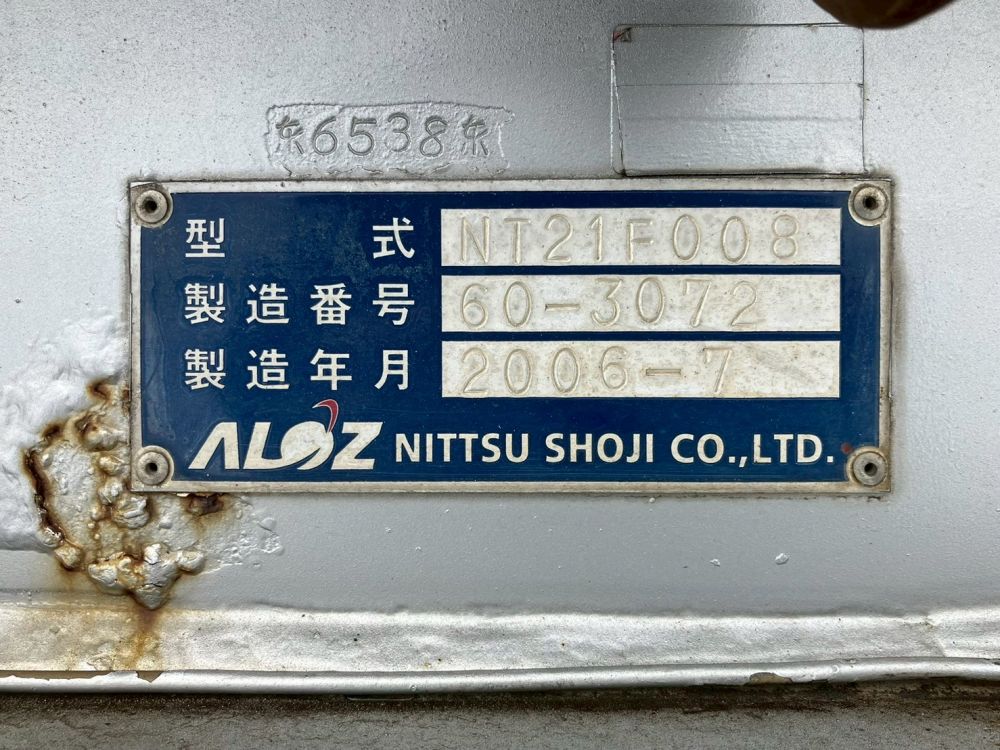 东6538东
型式 NT21F008
製造番号 60-3072
製造年月 2006-7
ALOZ NITTSU SHOJI CO.,LTD.